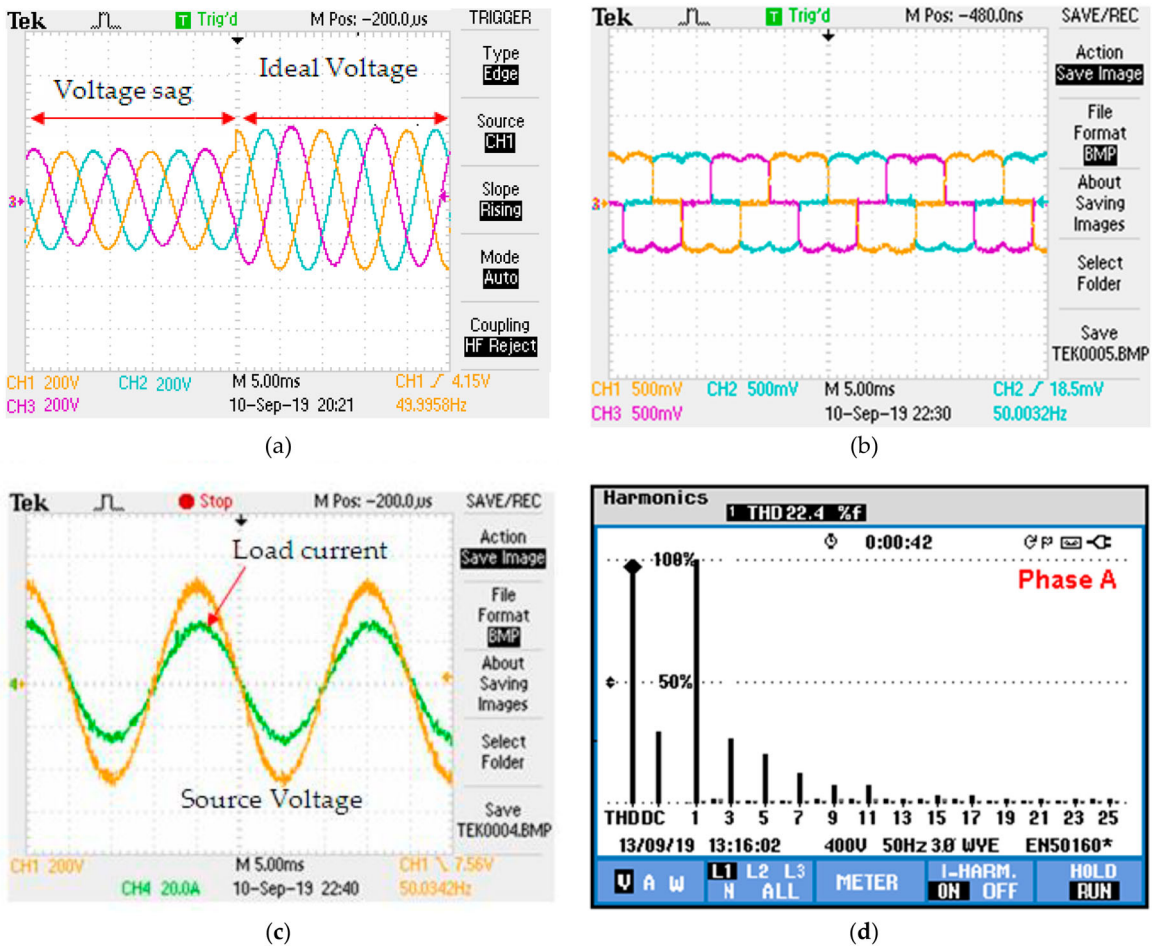 Tek Trig'd M Pos: -200.0µs TRIGGER
Type
Edge
Source
CH1
Slope
Rising
Mode
Auto
Coupling
HF Reject
Voltage sag
Ideal Voltage
3
CH1 200V CH2 200V M 5.00ms CH1 4.15V
CH3 200V 10-Sep-19 20:21 49.9958Hz
(a)
Tek Trig'd M Pos: -480.0ns SAVE/REC
Action
Save Image
File
Format
BMP
About
Saving
Images
Select
Folder
Save
TEK0005.BMP
3
CH1 500mV CH2 500mV M 5.00ms CH2 18.5mV
CH3 500mV 10-Sep-19 22:30 50.0032Hz
(b)
Tek Stop M Pos: -200.0µs SAVE/REC
Action
Save Image
File
Format
BMP
About
Saving
Images
Select
Folder
Save
TEK0004.BMP
Load current
Source Voltage
4
CH1 200V M 5.00ms CH1 7.56V
CH4 20.0A 10-Sep-19 22:40 50.0342Hz
(c)
Harmonics
1 THD 22.4 %f
0:00:42
100%
Phase A
50%
THD DC 1 3 5 7 9 11 13 15 17 19 21 23 25
13/09/19 13:16:02 400V 50Hz 3Ø WYE EN50160*
V A W L1 L2 L3 METER I-HARM. HOLD
N ALL ON OFF RUN
(d)